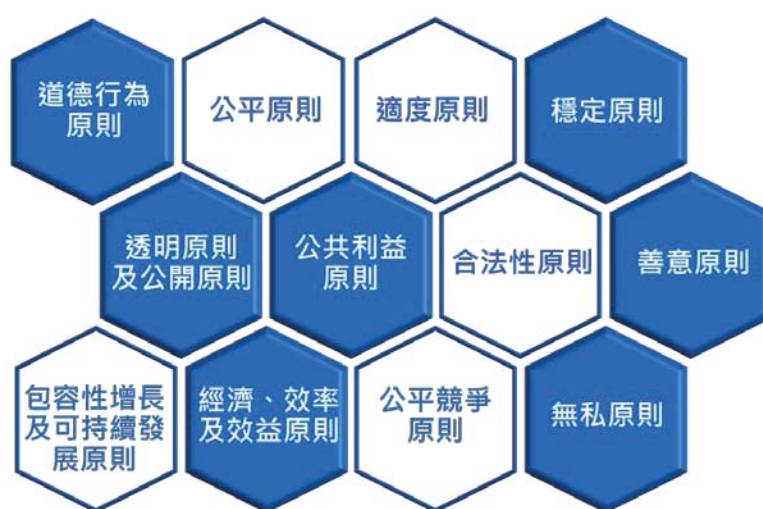 道德行為
原則
公平原則
適度原則
穩定原則
透明原則
及公開原則
公共利益
原則
合法性原則
善意原則
包容性增長
及可持續發
展原則
經濟、效率
及效益原則
公平競爭
原則
無私原則